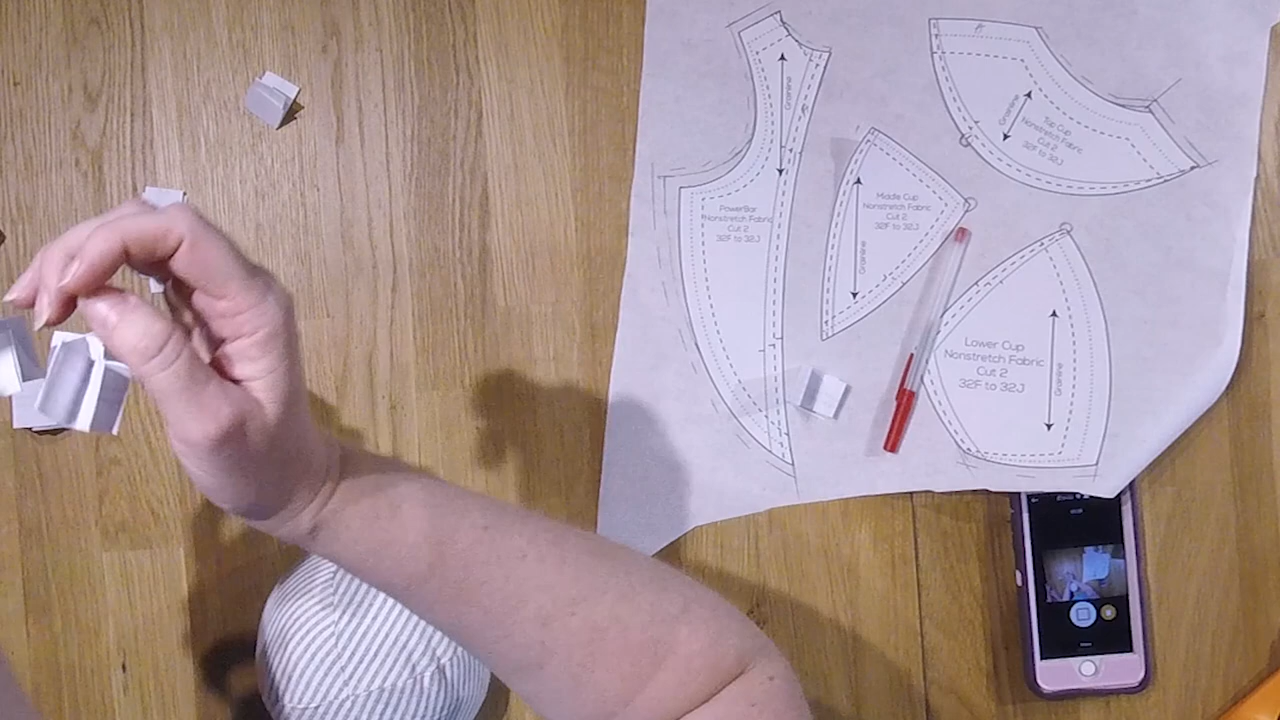 Grainline
PowerBar
Nonstretch Fabric
Cut 2
32F to 32J
Grainline
Middle Cup
Nonstretch Fabric
Cut 2
32F to 32J
Grainline
Top Cup
Nonstretch Fabric
Cut 2
32F to 32J
Lower Cup
Nonstretch Fabric
Cut 2
32F to 32J
Grainline